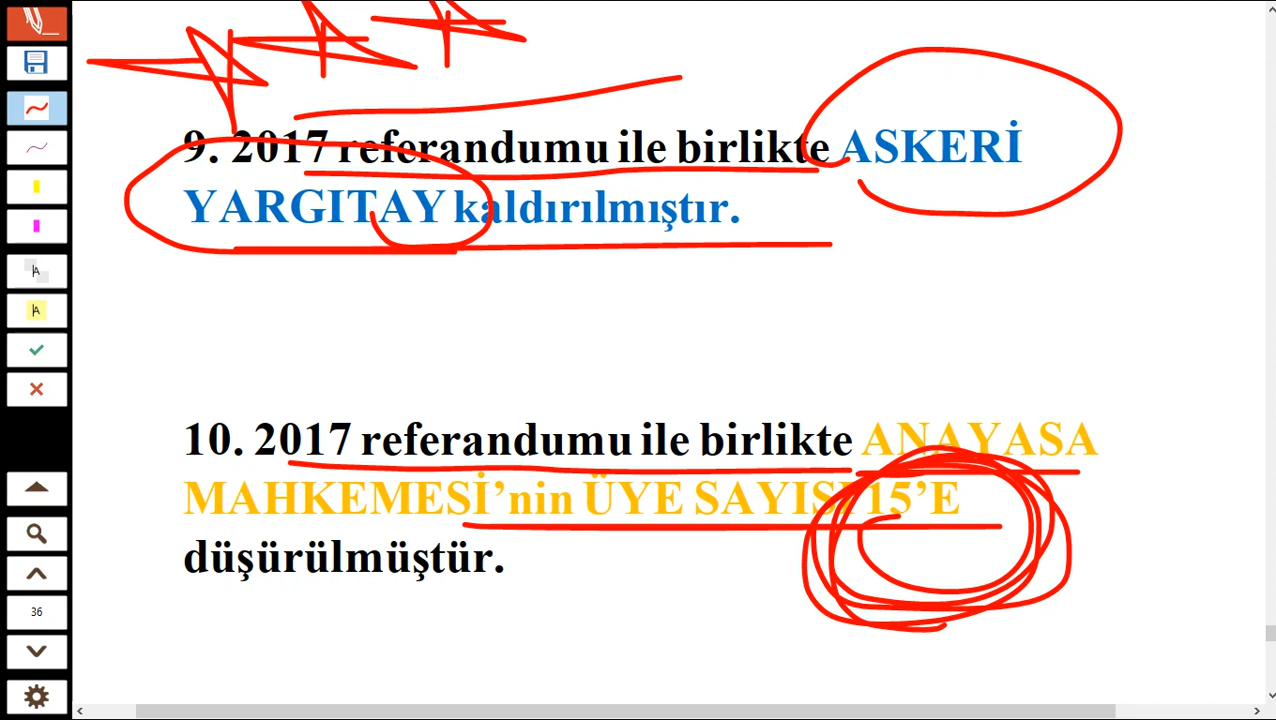 9. 2017 referandumu ile birlikte ASKERİ
YARGITAY kaldırılmıştır.
10. 2017 referandumu ile birlikte ANAYASA
MAHKEMESİ’nin ÜYE SAYISI 15’E
düşürülmüştür.
A
A
36